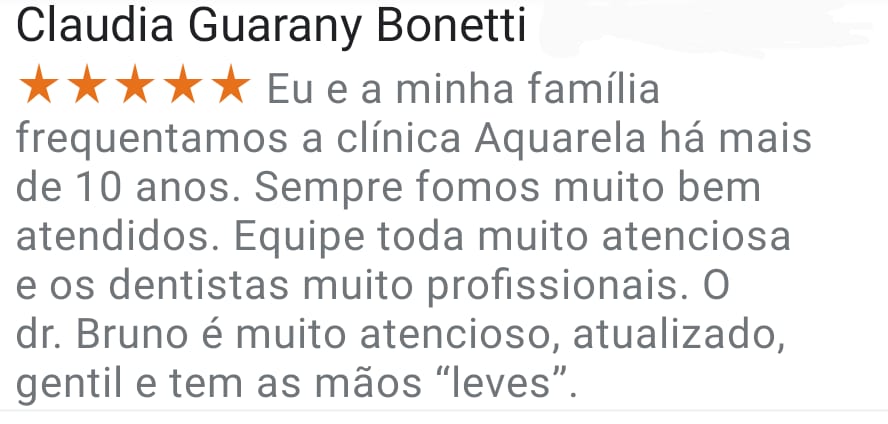 Claudia Guarany Bonetti
★★★★★ Eu e a minha família
frequentamos a clínica Aquarela há mais
de 10 anos. Sempre fomos muito bem
atendidos. Equipe toda muito atenciosa
e os dentistas muito profissionais. O
dr. Bruno é muito atencioso, atualizado,
gentil e tem as mãos “leves”.